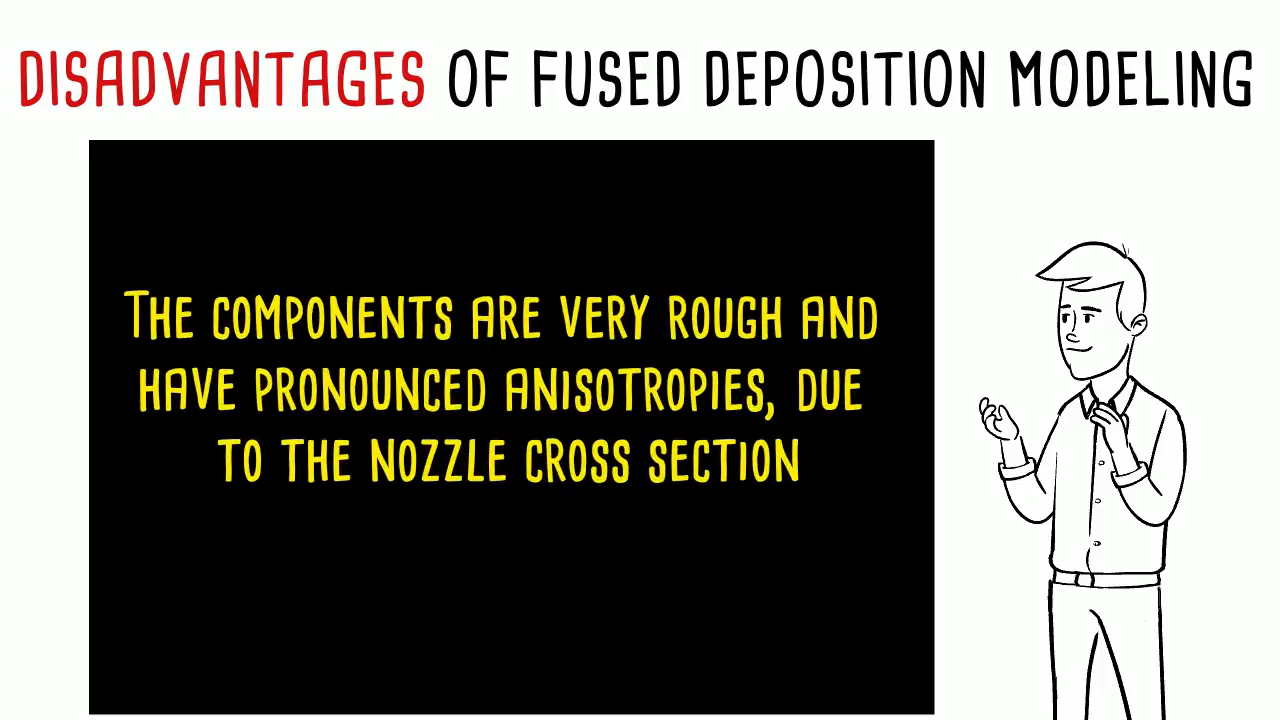 DISADVANTAGES OF FUSED DEPOSITION MODELING
THE COMPONENTS ARE VERY ROUGH AND
HAVE PRONOUNCED ANISOTROPIES, DUE
TO THE NOZZLE CROSS SECTION